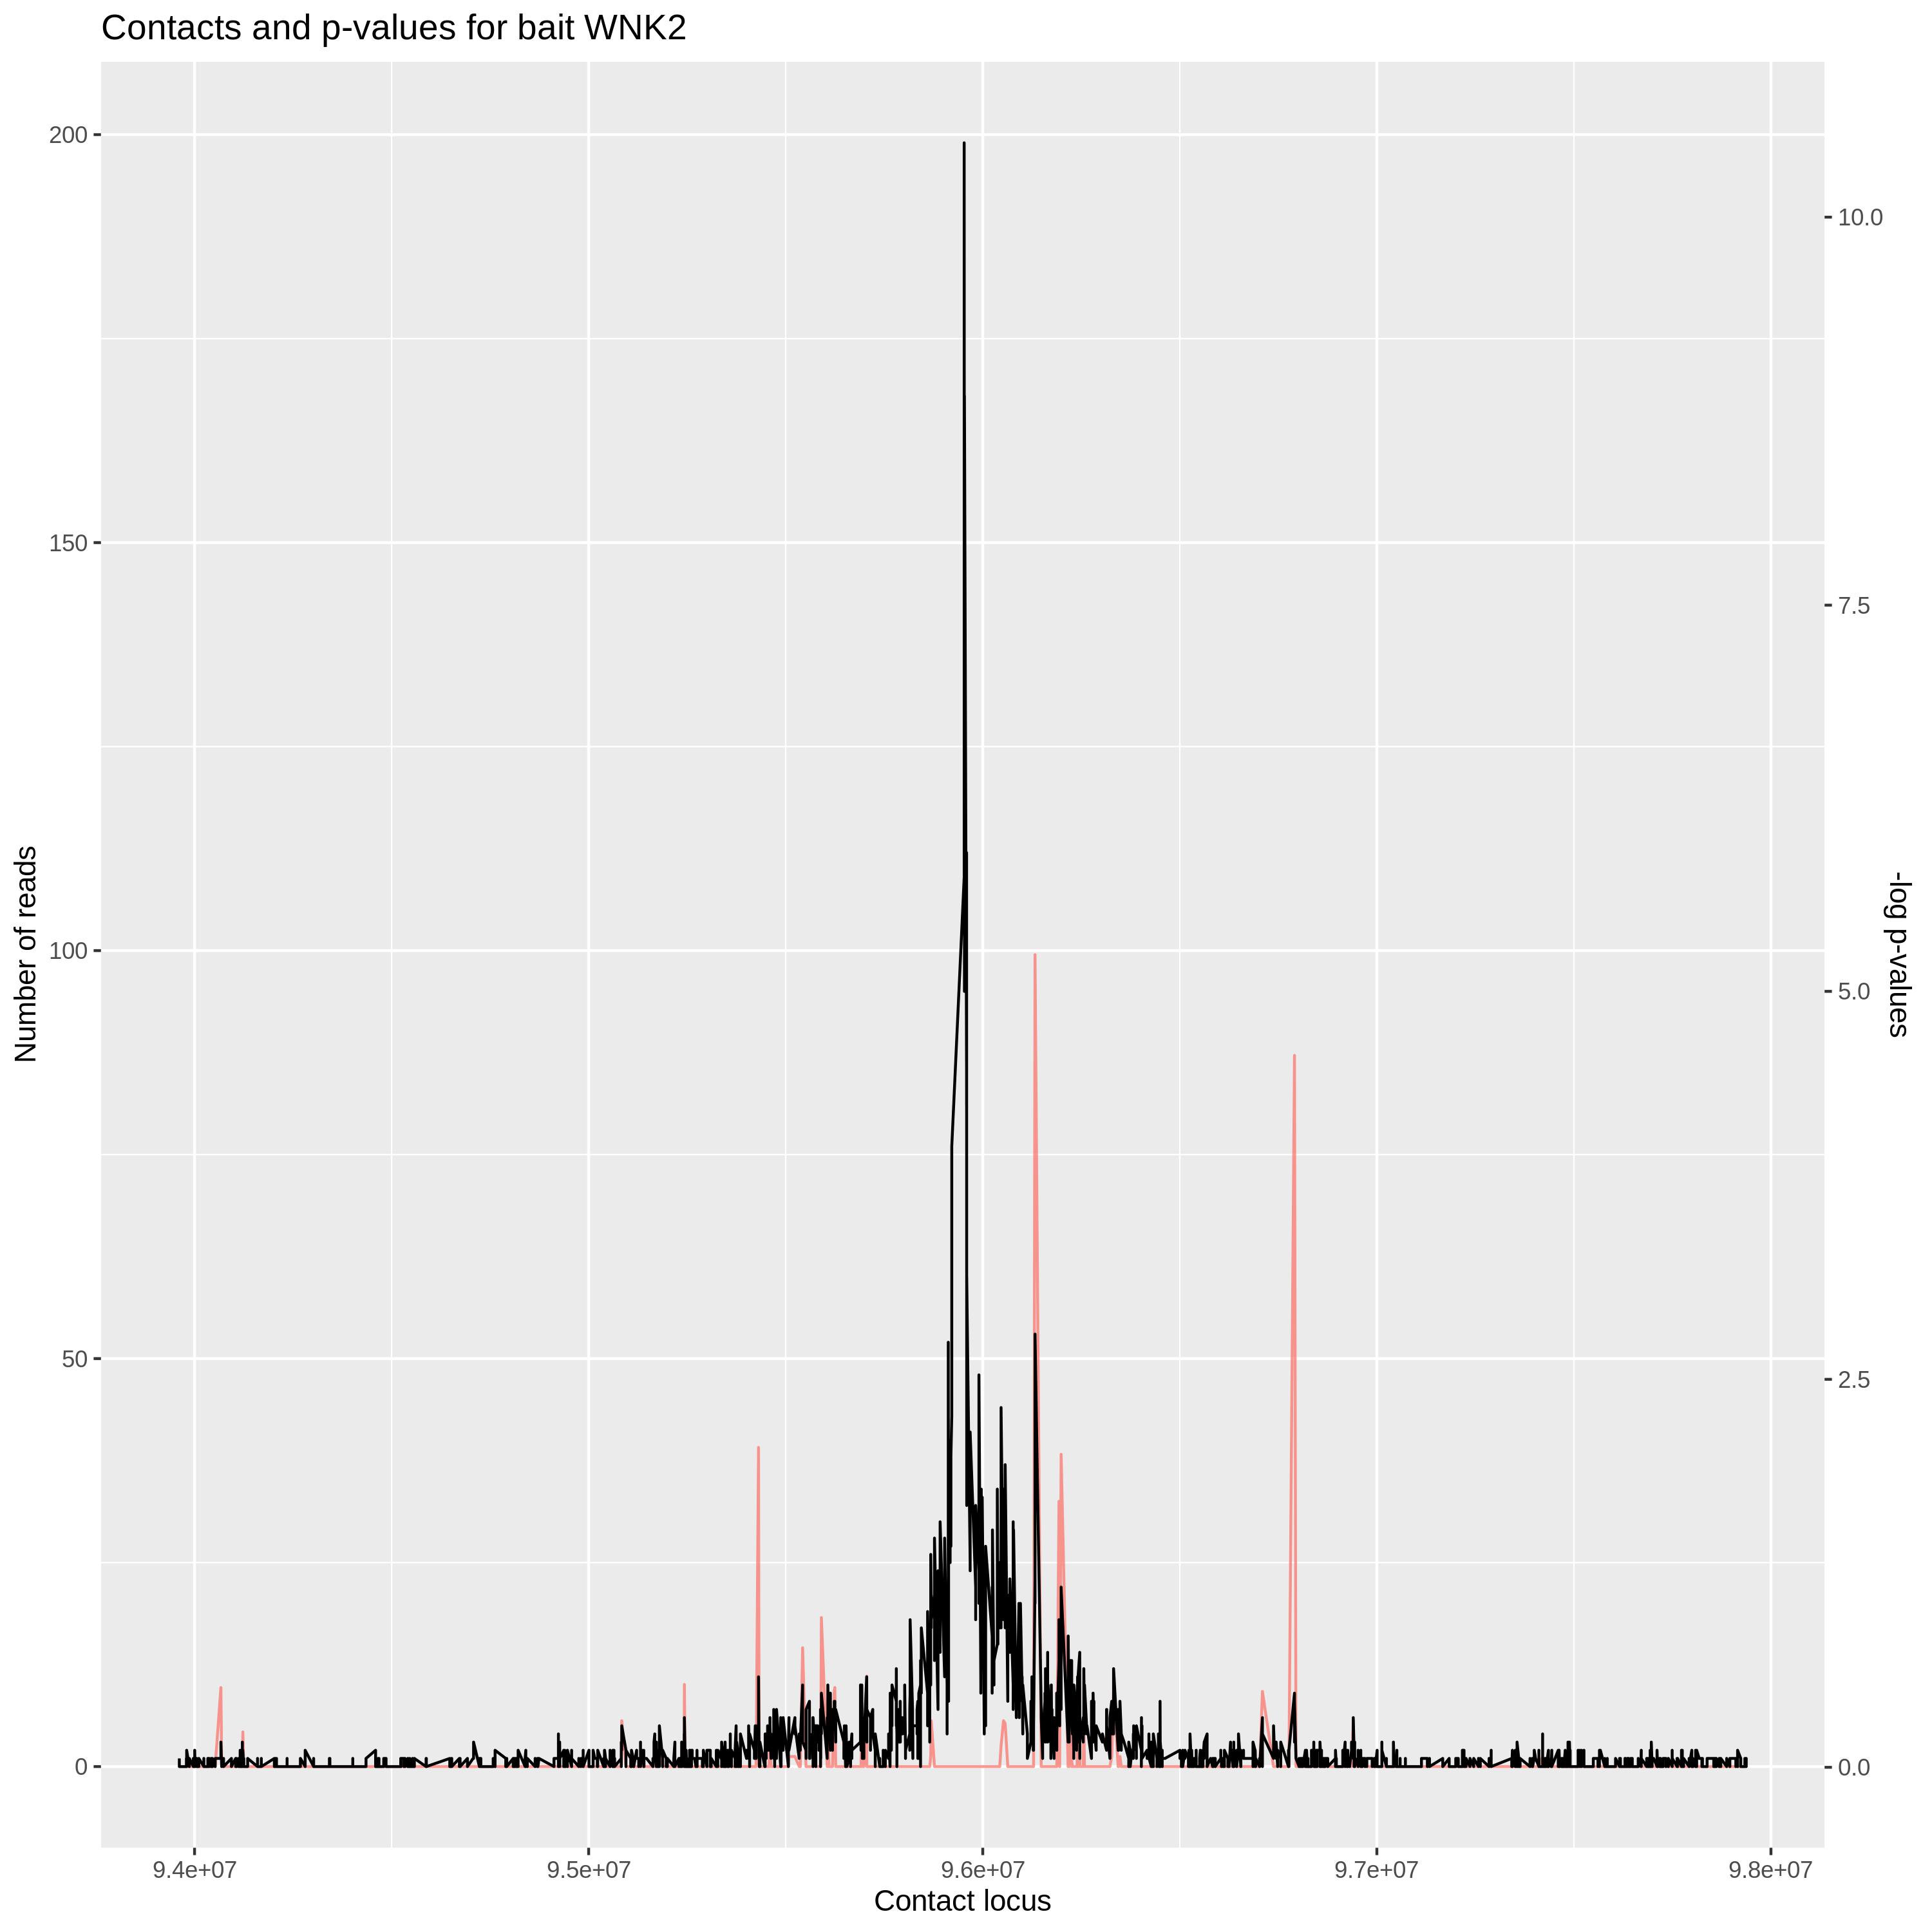 Contacts and p-values for bait WNK2
200
150
100
50
0
Number of reads
10.0
7.5
5.0
2.5
0.0
-log p-values
9.4e+07
9.5e+07
9.6e+07
9.7e+07
9.8e+07
Contact locus